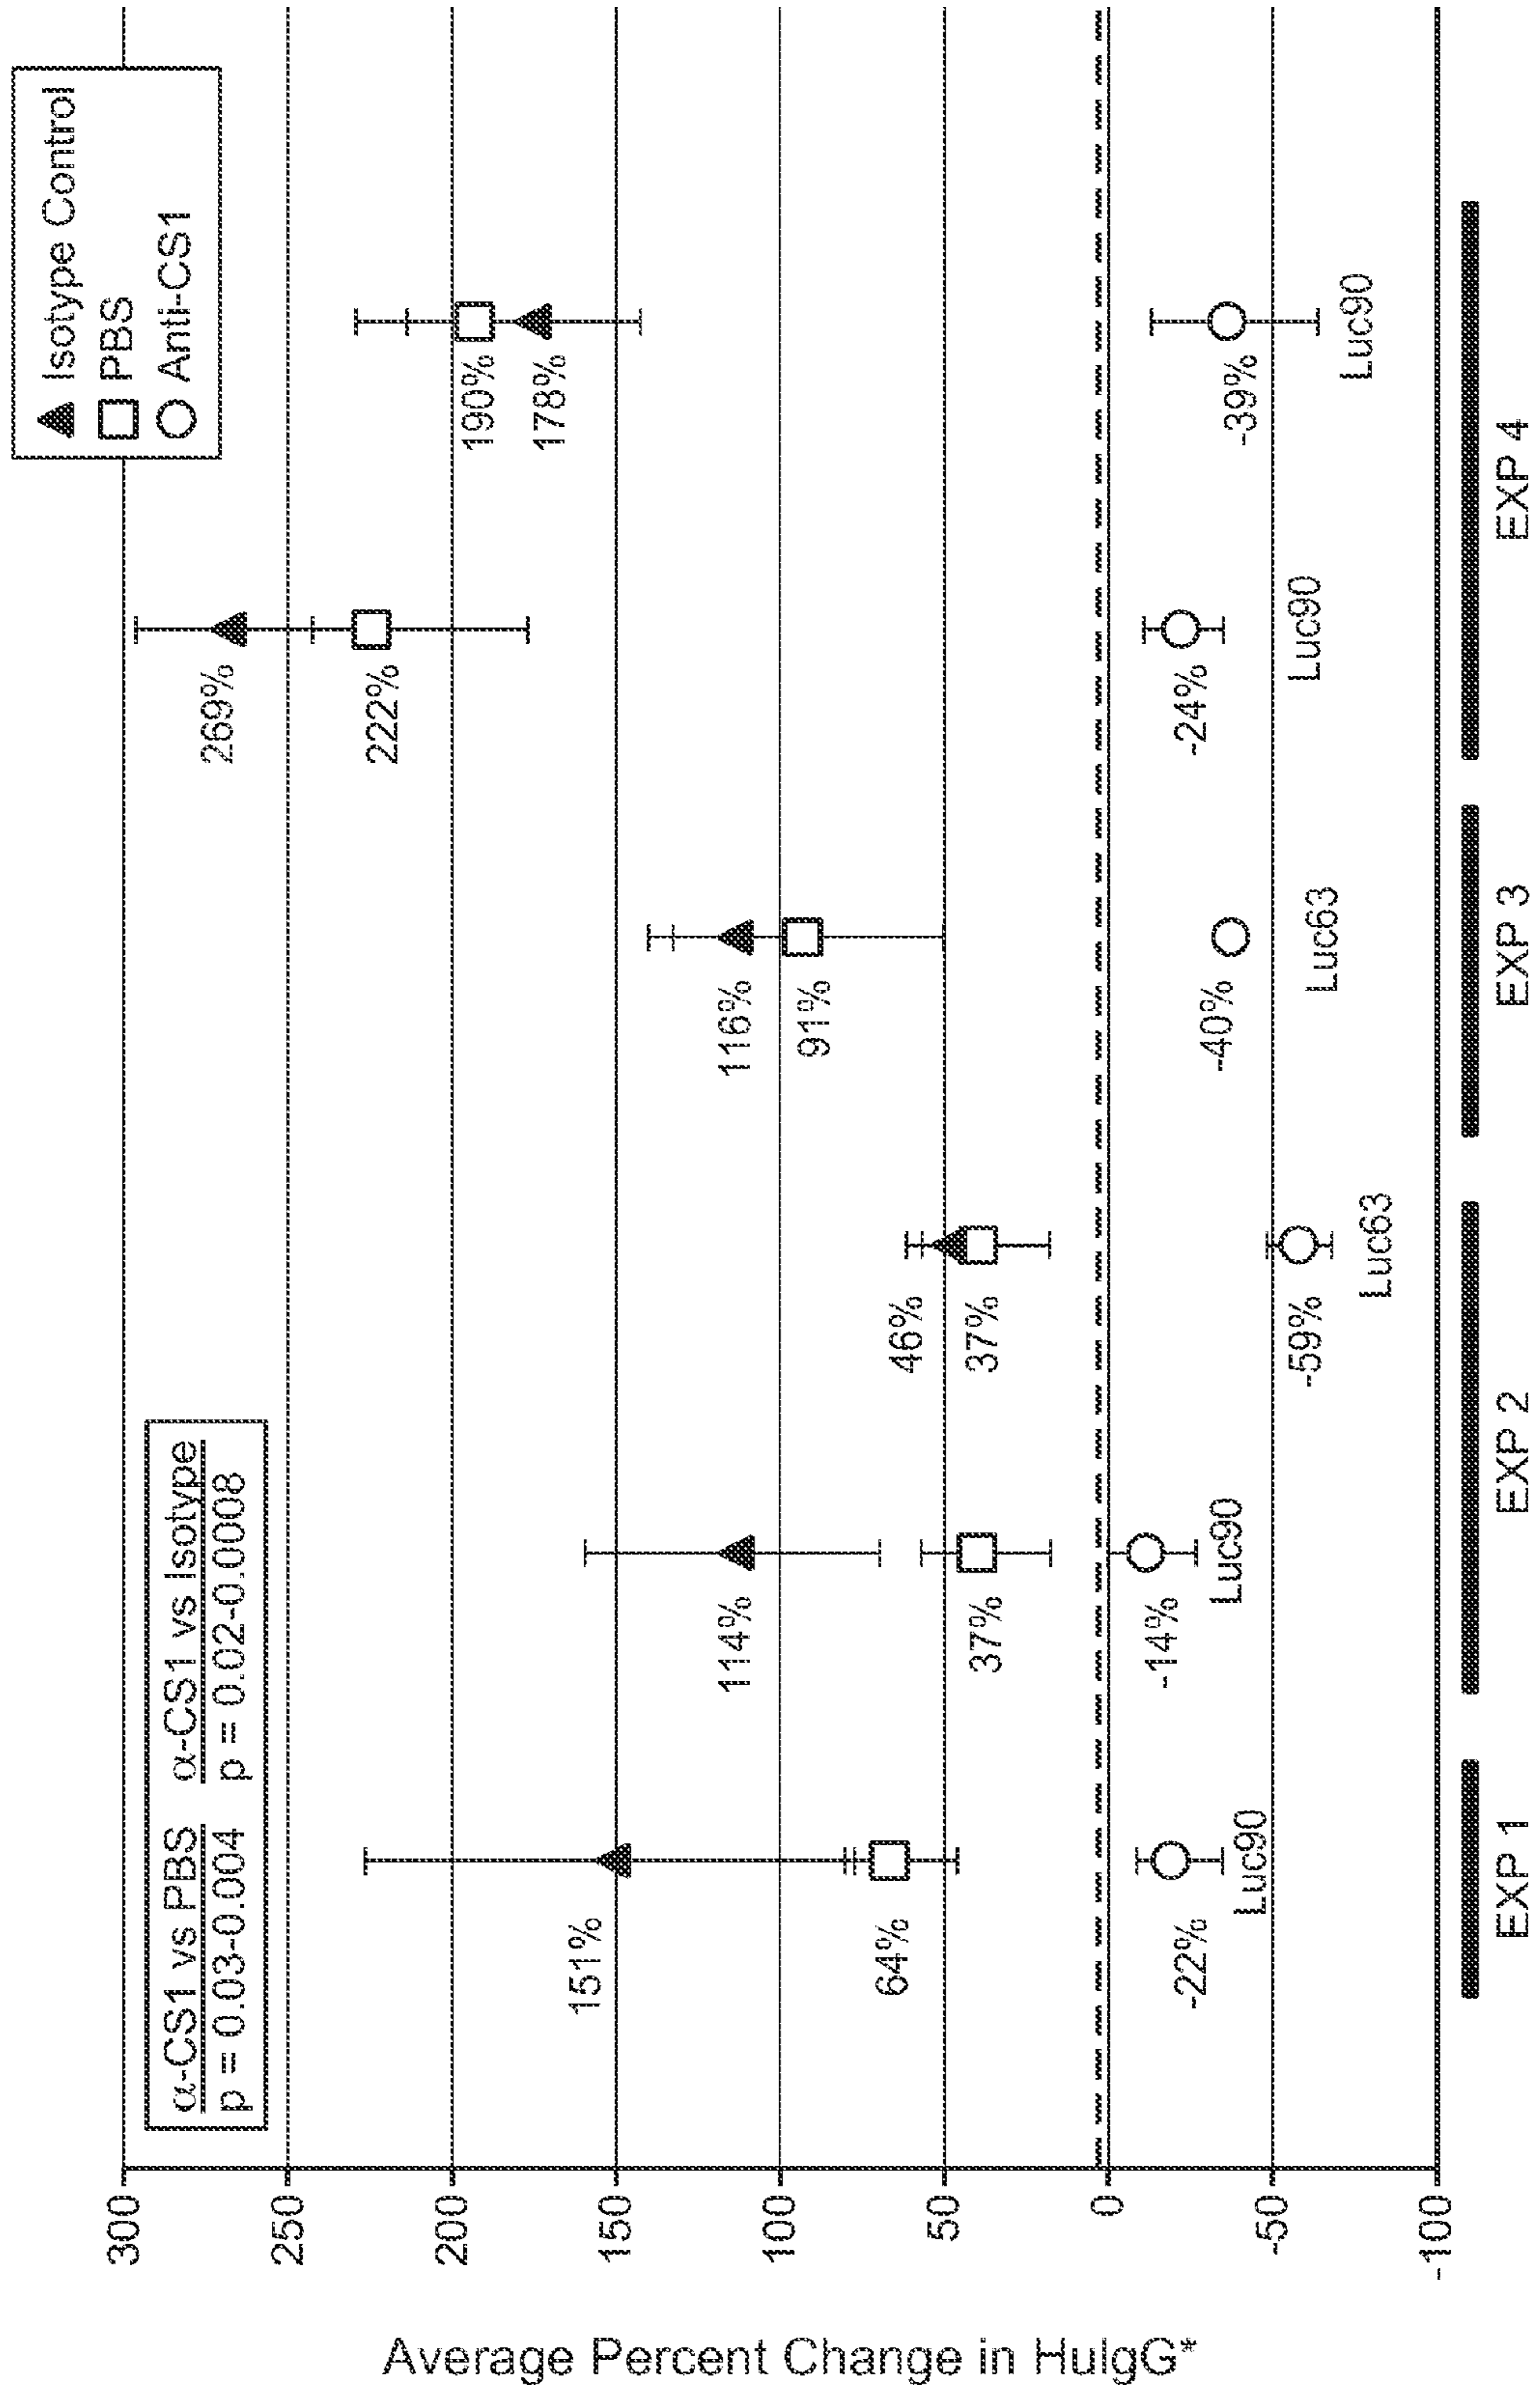 Average Percent Change in HuIgG*
300
250
200
150
100
50
0
-50
-100
α-CS1 vs PBS α-CS1 vs Isotype
p = 0.03-0.004 p = 0.02-0.0008
Isotype Control
PBS
Anti-CS1
151%
64%
-22%
Luc90
114%
37%
-14%
Luc90
46%
37%
-59%
Luc63
116%
91%
-40%
Luc63
269%
222%
-24%
Luc90
190%
178%
-39%
Luc90
EXP 1
EXP 2
EXP 3
EXP 4